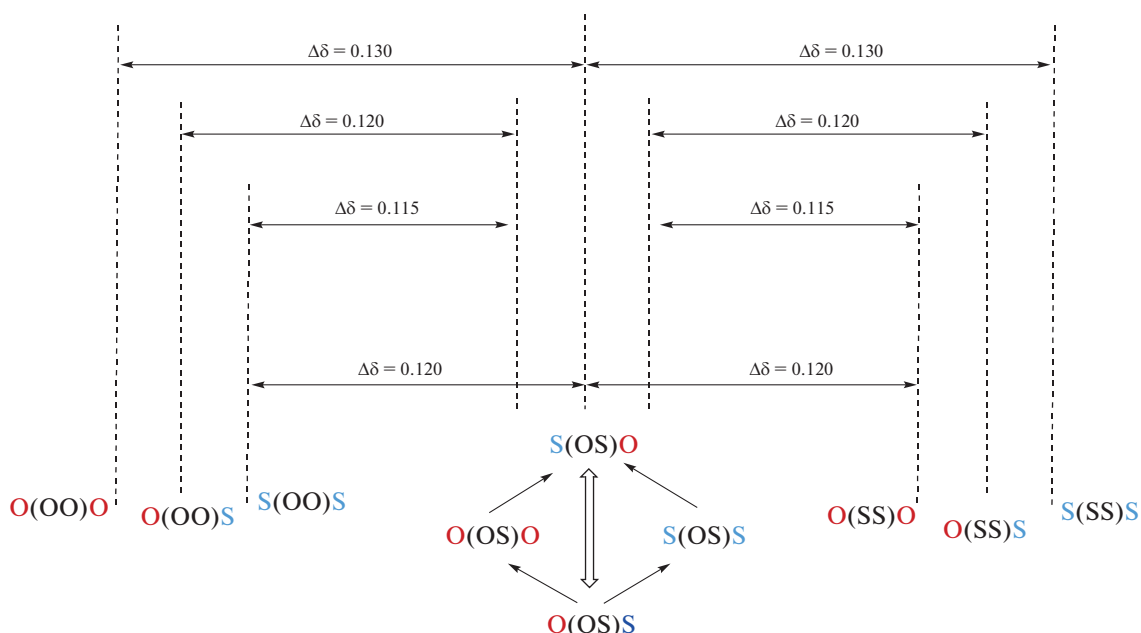 Δδ = 0.130 Δδ = 0.130
Δδ = 0.120 Δδ = 0.120
Δδ = 0.115 Δδ = 0.115
Δδ = 0.120 Δδ = 0.120
S(OS)O
O(OO)O O(OO)S S(OO)S O(SS)O O(SS)S S(SS)S
O(OS)O S(OS)S
O(OS)S